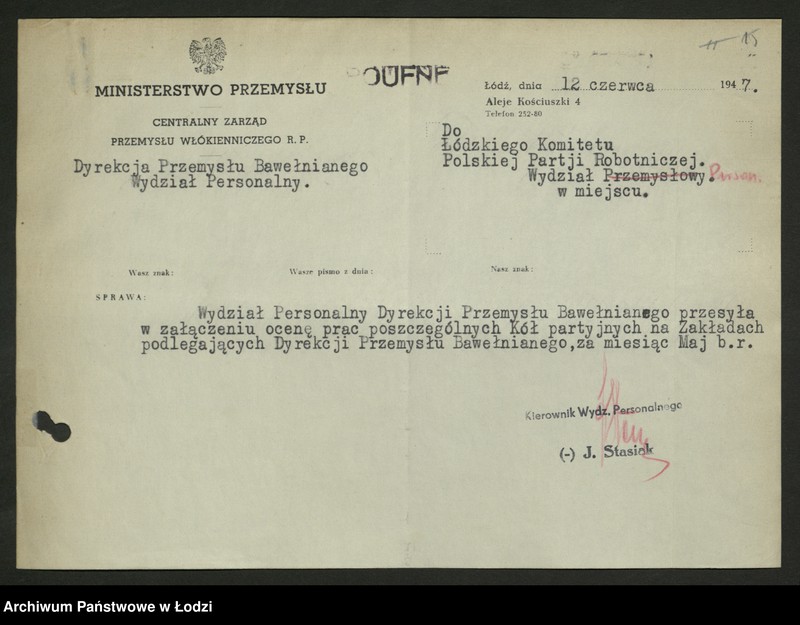 15
MINISTERSTWO PRZEMYSŁU
CENTRALNY ZARZĄD
PRZEMYSŁU WŁÓKIENNICZEGO R. P.
Dyrekcja Przemysłu Bawełnianego
Wydział Personalny.
POUFNE
Łódź, dnia 12 czerwca 1947.
Aleje Kościuszki 4
Telefon 252-80
Do
Łódzkiego Komitetu
Polskiej Partji Robotniczej.
Wydział Przemysłowy. Person.
w miejscu.
Wasz znak:
Wasze pismo z dnia:
Nasz znak:
SPRAWA:
Wydział Personalny Dyrekcji Przemysłu Bawełnianego przesyła
w załączeniu ocenę prac poszczególnych Kół partyjnych na Zakładach
podlegających Dyrekcji Przemysłu Bawełnianego,za miesiąc Maj b.r.
Kierownik Wydz. Personalnego
(-) J. Stasiak
Archiwum Państwowe w Łodzi